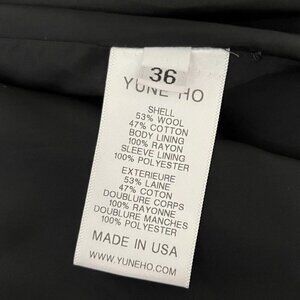 36
YUNE HO
SHELL
53% WOOL
47% COTTON
BODY LINING
100% RAYON
SLEEVE LINING
100% POLYESTER
EXTERIEURE
53% LAINE
47% COTON
DOUBLURE CORPS
100% RAYONNE
DOUBLURE MANCHES
100% POLYESTER
MADE IN USA
WWW.YUNEHO.COM